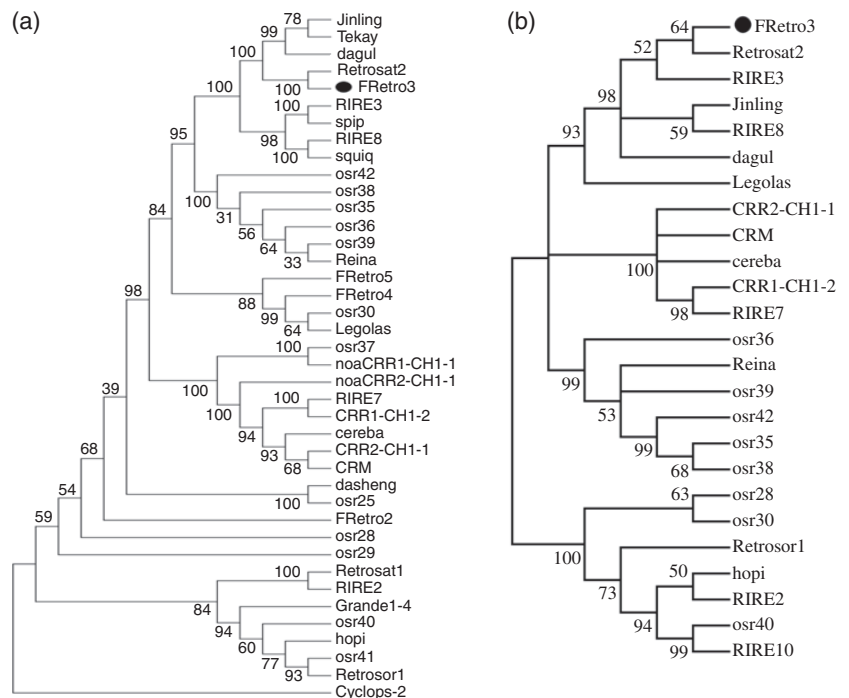 (a)
78
Jinling
99
Tekay
100
dagul
Retrosat2
100
FRetro3
100
100
RIRE3
spip
98
RIRE8
100
squiq
95
osr42
100
osr38
31
osr35
56
osr36
64
osr39
33
Reina
84
FRetro5
88
FRetro4
99
osr30
64
Legolas
98
100
osr37
noaCRR1-CH1-1
100
noaCRR2-CH1-1
100
100
RIRE7
CRR1-CH1-2
94
cereba
93
CRR2-CH1-1
68
CRM
39
dasheng
100
osr25
68
FRetro2
54
osr28
59
osr29
100
Retrosat1
RIRE2
84
Grande1-4
94
osr40
60
hopi
77
osr41
93
Retrosor1
Cyclops-2
(b)
64
FRetro3
52
Retrosat2
RIRE3
98
Jinling
59
RIRE8
93
dagul
Legolas
CRR2-CH1-1
CRM
100
cereba
CRR1-CH1-2
98
RIRE7
osr36
99
Reina
osr39
53
osr42
99
osr35
68
osr38
63
osr28
osr30
100
Retrosor1
73
50
hopi
RIRE2
94
osr40
99
RIRE10